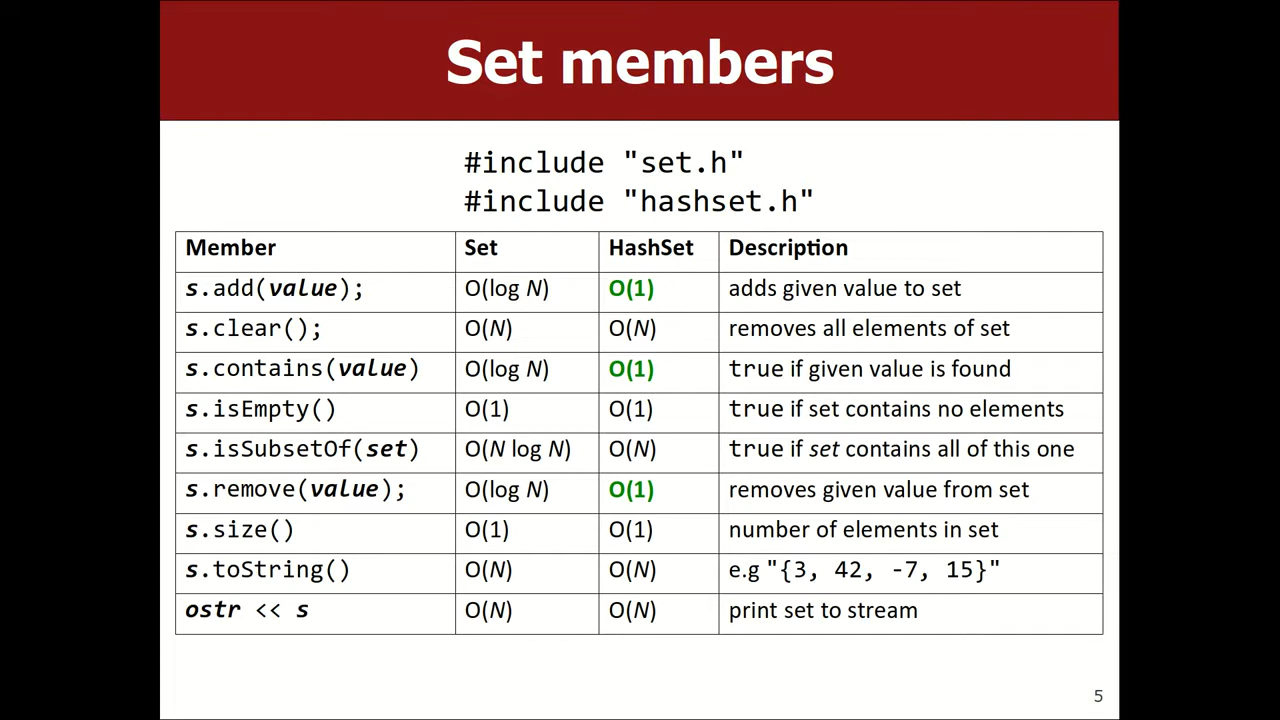 Set members
#include "set.h"
#include "hashset.h"
Member Set HashSet Description
s.add(value); O(log N) O(1) adds given value to set
s.clear(); O(N) O(N) removes all elements of set
s.contains(value) O(log N) O(1) true if given value is found
s.isEmpty() O(1) O(1) true if set contains no elements
s.isSubsetOf(set) O(N log N) O(N) true if set contains all of this one
s.remove(value); O(log N) O(1) removes given value from set
s.size() O(1) O(1) number of elements in set
s.toString() O(N) O(N) e.g "{3, 42, -7, 15}"
ostr << s O(N) O(N) print set to stream
5